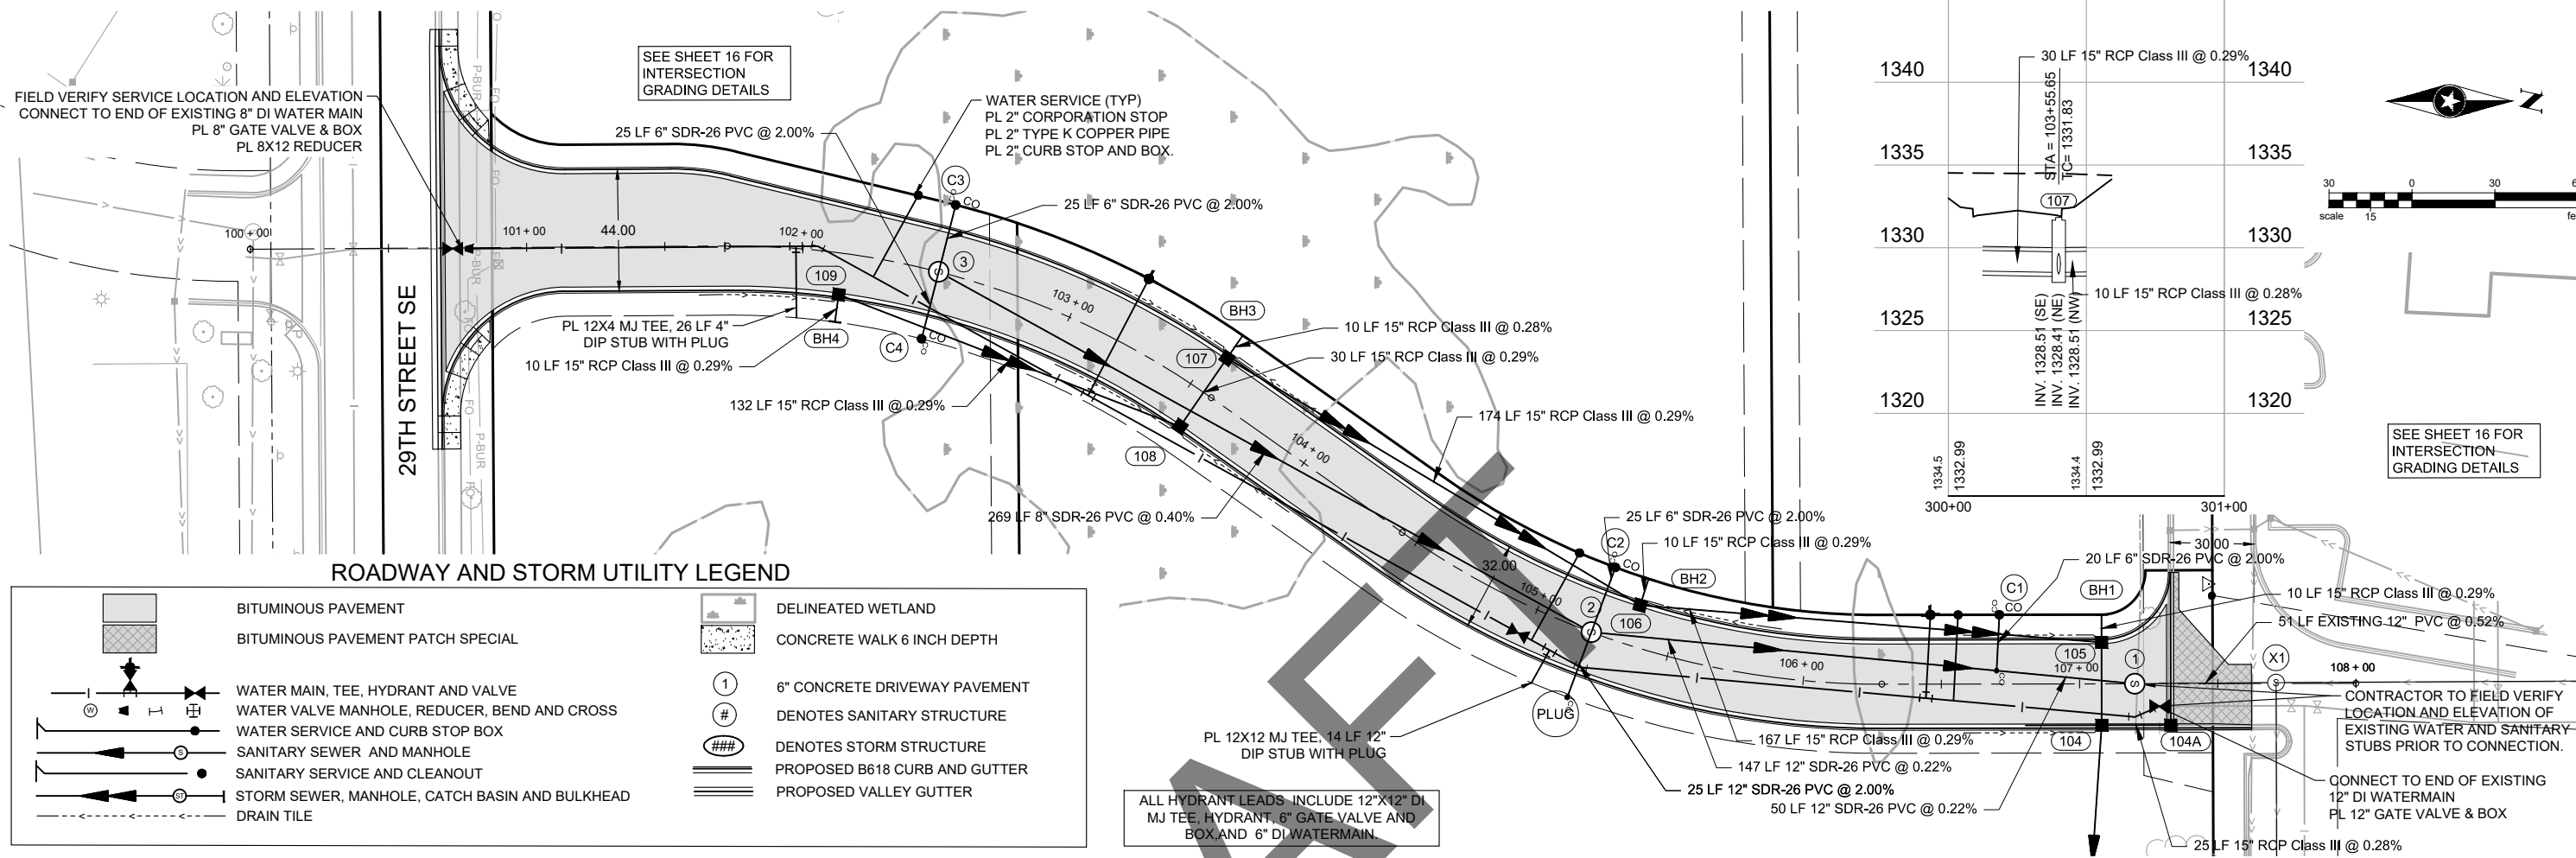 SEE SHEET 16 FOR
INTERSECTION
GRADING DETAILS
FIELD VERIFY SERVICE LOCATION AND ELEVATION
CONNECT TO END OF EXISTING 8" DI WATER MAIN
PL 8" GATE VALVE & BOX
PL 8X12 REDUCER
25 LF 6" SDR-26 PVC @ 2.00%
WATER SERVICE (TYP)
PL 2" CORPORATION STOP
PL 2" TYPE K COPPER PIPE
PL 2" CURB STOP AND BOX.
C3
CO
25 LF 6" SDR-26 PVC @ 2.00%
100+00
101+00
44.00
102+00
109
3
103+00
29TH STREET SE
P-BUR
P-BUR
P-BUR
FO
FO
FO
FO
PL 12X4 MJ TEE, 26 LF 4"
DIP STUB WITH PLUG
10 LF 15" RCP Class III @ 0.29%
BH4
C4
CO
132 LF 15" RCP Class III @ 0.29%
BH3
107
10 LF 15" RCP Class III @ 0.28%
30 LF 15" RCP Class III @ 0.29%
174 LF 15" RCP Class III @ 0.29%
108
104+00
269 LF 8" SDR-26 PVC @ 0.40%
25 LF 6" SDR-26 PVC @ 2.00%
C2
CO
10 LF 15" RCP Class III @ 0.29%
32.00
BH2
105+00
2
106
106+00
PLUG
PL 12X12 MJ TEE, 14 LF 12"
DIP STUB WITH PLUG
167 LF 15" RCP Class III @ 0.29%
147 LF 12" SDR-26 PVC @ 0.22%
25 LF 12" SDR-26 PVC @ 2.00%
50 LF 12" SDR-26 PVC @ 0.22%
C1
CO
BH1
30.00
20 LF 6" SDR-26 PVC @ 2.00%
10 LF 15" RCP Class III @ 0.29%
51 LF EXISTING 12" PVC @ 0.52%
105
1
107+00
X1
108+00
104
104A
CONTRACTOR TO FIELD VERIFY
LOCATION AND ELEVATION OF
EXISTING WATER AND SANITARY
STUBS PRIOR TO CONNECTION.
CONNECT TO END OF EXISTING
12" DI WATERMAIN
PL 12" GATE VALVE & BOX
25 LF 15" RCP Class III @ 0.28%
1340
1340
1335
1335
1330
1330
1325
1325
1320
1320
30 LF 15" RCP Class III @ 0.29%
STA = 103+55.65
TC= 1331.83
107
10 LF 15" RCP Class III @ 0.28%
INV. 1328.51 (SE)
INV. 1328.41 (NE)
INV. 1328.51 (NW)
1334.5
1332.99
1334.4
1332.99
300+00
301+00
N
30
0
30
scale
15
SEE SHEET 16 FOR
INTERSECTION
GRADING DETAILS
ROADWAY AND STORM UTILITY LEGEND
BITUMINOUS PAVEMENT
BITUMINOUS PAVEMENT PATCH SPECIAL
WATER MAIN, TEE, HYDRANT AND VALVE
WATER VALVE MANHOLE, REDUCER, BEND AND CROSS
WATER SERVICE AND CURB STOP BOX
SANITARY SEWER AND MANHOLE
SANITARY SERVICE AND CLEANOUT
STORM SEWER, MANHOLE, CATCH BASIN AND BULKHEAD
DRAIN TILE
DELINEATED WETLAND
CONCRETE WALK 6 INCH DEPTH
1
6" CONCRETE DRIVEWAY PAVEMENT
#
DENOTES SANITARY STRUCTURE
###
DENOTES STORM STRUCTURE
PROPOSED B618 CURB AND GUTTER
PROPOSED VALLEY GUTTER
ALL HYDRANT LEADS INCLUDE 12"X12" DI
MJ TEE, HYDRANT, 6" GATE VALVE AND
BOX,AND 6" DI WATERMAIN.